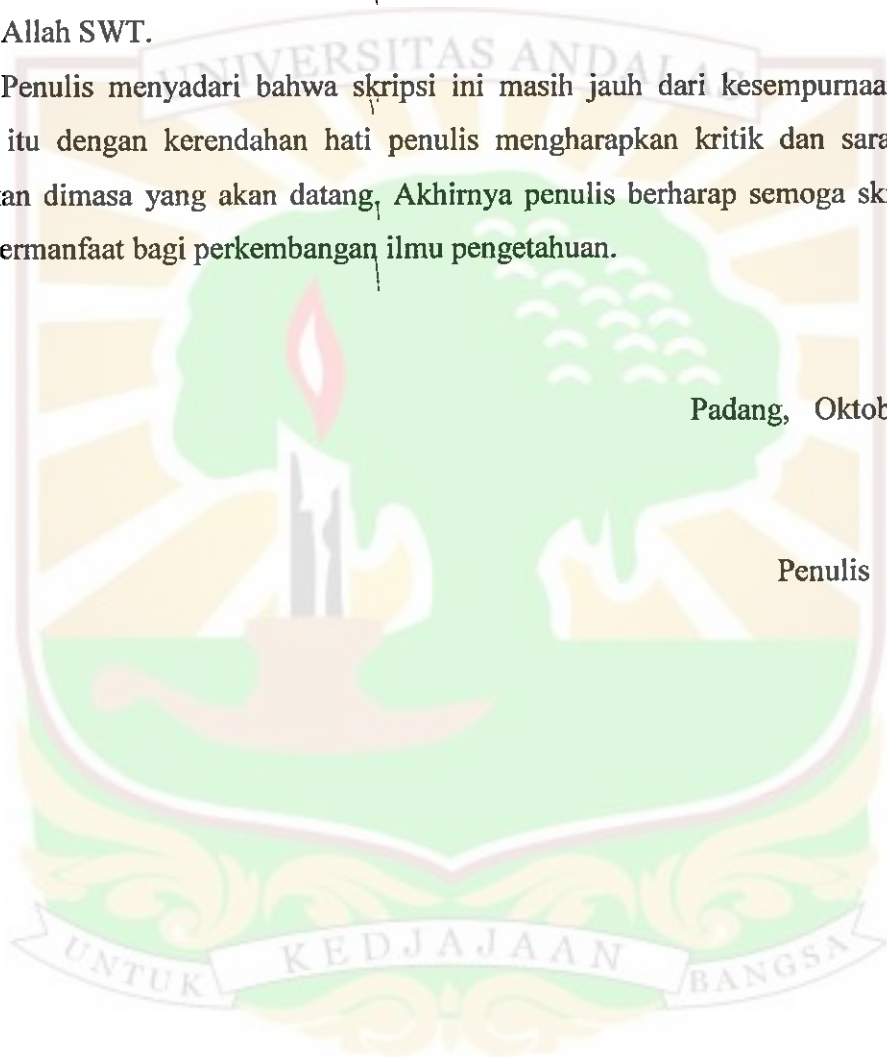 Allah SWT.
UNIVERSITAS ANDALAS
Penulis menyadari bahwa skripsi ini masih jauh dari kesempurnaa
itu dengan kerendahan hati penulis mengharapkan kritik dan sara
an dimasa yang akan datang, Akhirnya penulis berharap semoga sk
ermanfaat bagi perkembangan ilmu pengetahuan.
Padang, Oktob
Penulis
UNTUK KEDJAJAAN BANGSA